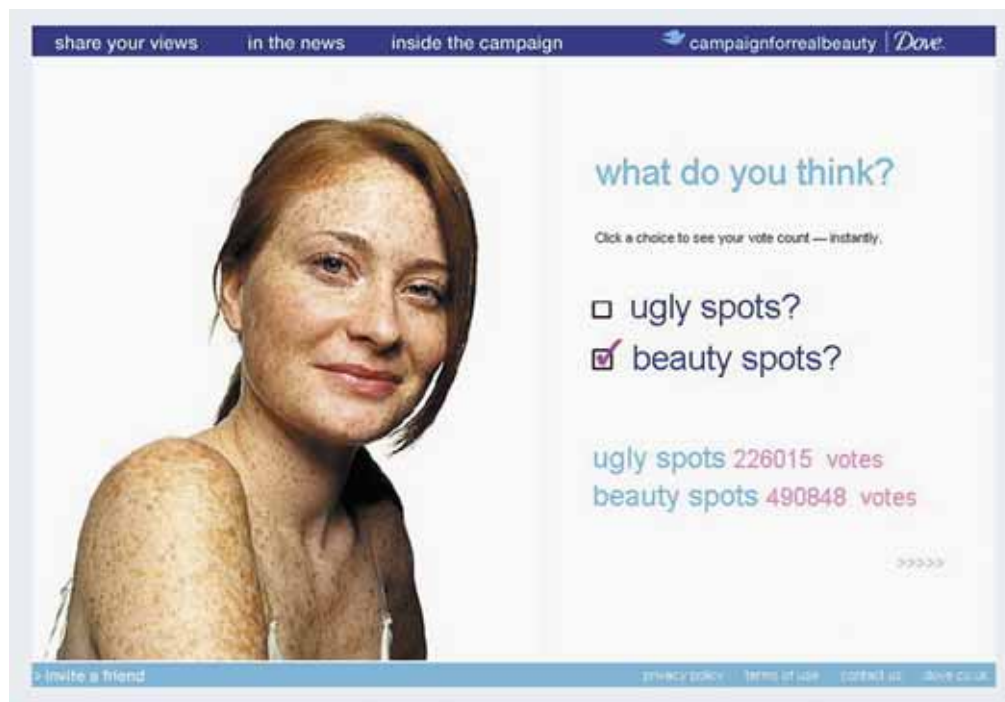 share your views in the news inside the campaign campaignforrealbeauty | Dove.
what do you think?
Click a choice to see your vote count — instantly.
ugly spots?
beauty spots?
ugly spots 226015 votes
beauty spots 490848 votes
>>>>>
> invite a friend privacy policy terms of use contact us dove.co.uk